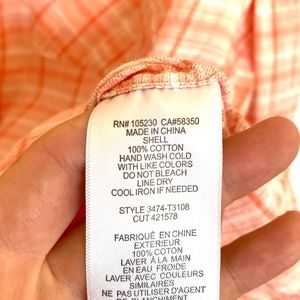 RN# 105230 CA#58350
MADE IN CHINA
SHELL
100% COTTON
HAND WASH COLD
WITH LIKE COLORS
DO NOT BLEACH
LINE DRY
COOL IRON IF NEEDED
STYLE 3474-T3108
CUT 421578
FABRIQUÉ EN CHINE
EXTERIEUR
100% COTON
LAVER À LA MAIN
EN EAU FROIDE
LAVER AVEC COULEURS
SIMILAIRES
NE PAS UTILISER D'AGENT
DE BLANCHIMENT